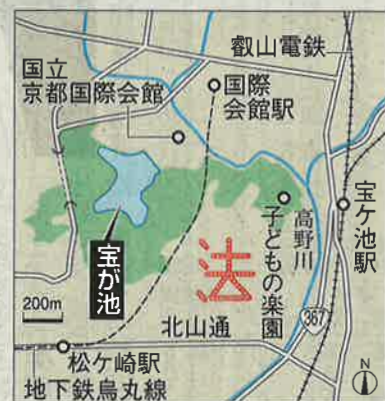 叡山電鉄
国立
京都国際会館
国際
会館駅
宝が池
法
子どもの楽園
高野川
宝ケ池駅
367
200m
北山通
松ケ崎駅
地下鉄烏丸線
N